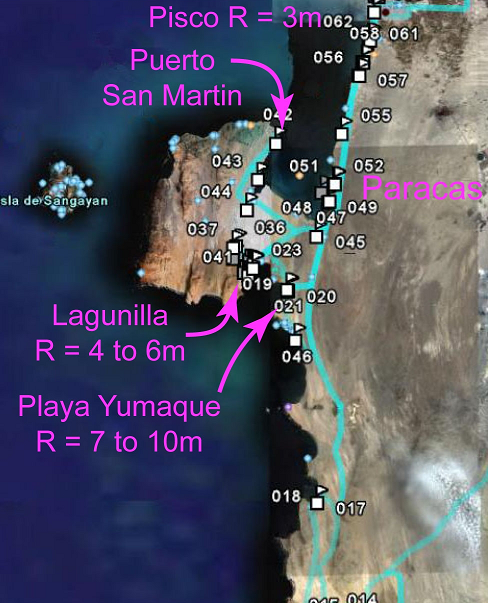 Pisco R = 3m
062
058
061
056
057
Puerto
San Martin
042
055
043
051
052
044
Paracas
sla de Sangayan
048
049
047
037
036
045
023
041
019
020
021
Lagunilla
R = 4 to 6m
046
Playa Yumaque
R = 7 to 10m
018
017
014